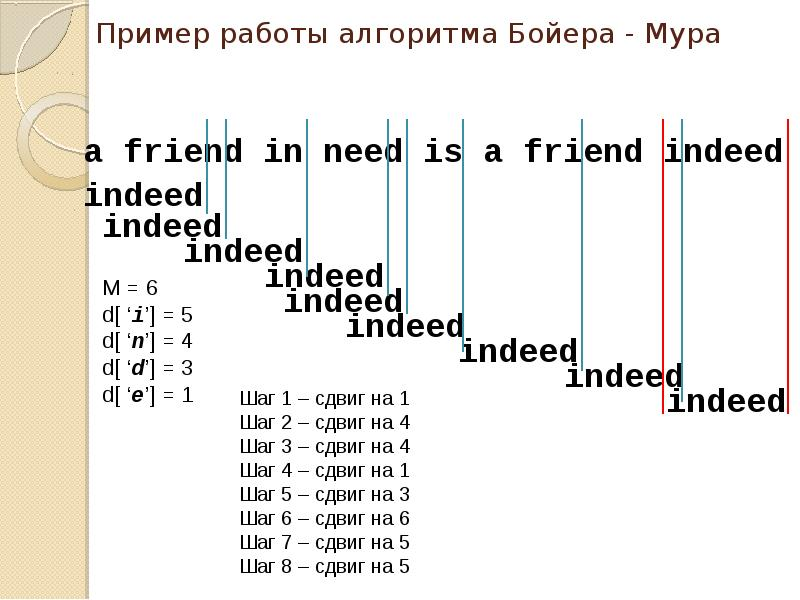 Пример работы алгоритма Бойера - Мура
a friend in need is a friend indeed
indeed
indeed
indeed
indeed
indeed
indeed
indeed
indeed
indeed
M = 6
d[ ‘i’] = 5
d[ ‘n’] = 4
d[ ‘d’] = 3
d[ ‘e’] = 1
Шаг 1 – сдвиг на 1
Шаг 2 – сдвиг на 4
Шаг 3 – сдвиг на 4
Шаг 4 – сдвиг на 1
Шаг 5 – сдвиг на 3
Шаг 6 – сдвиг на 6
Шаг 7 – сдвиг на 5
Шаг 8 – сдвиг на 5